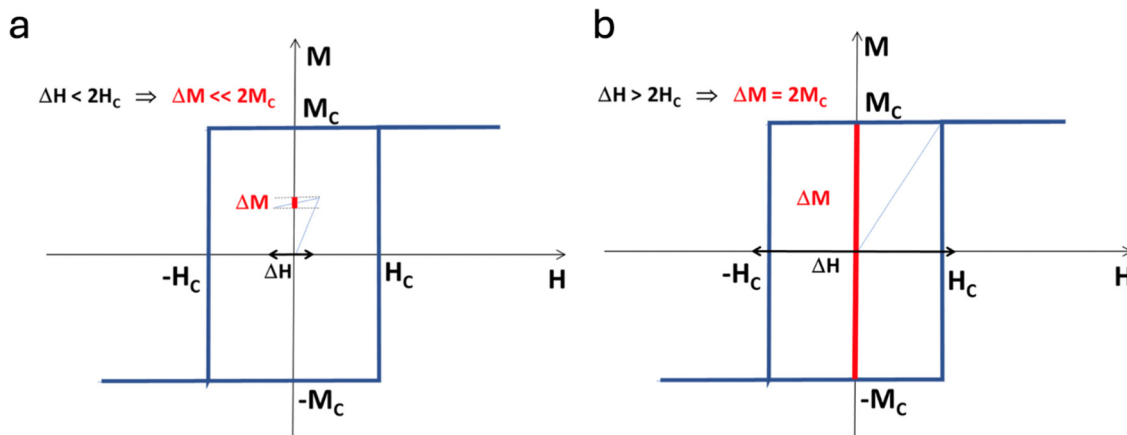 a
M
ΔH < 2H_C ⇒ ΔM << 2M_C
M_C
ΔM
-H_C
ΔH
H_C
H
-M_C
b
M
ΔH > 2H_C ⇒ ΔM = 2M_C
M_C
ΔM
-H_C
ΔH
H_C
H
-M_C